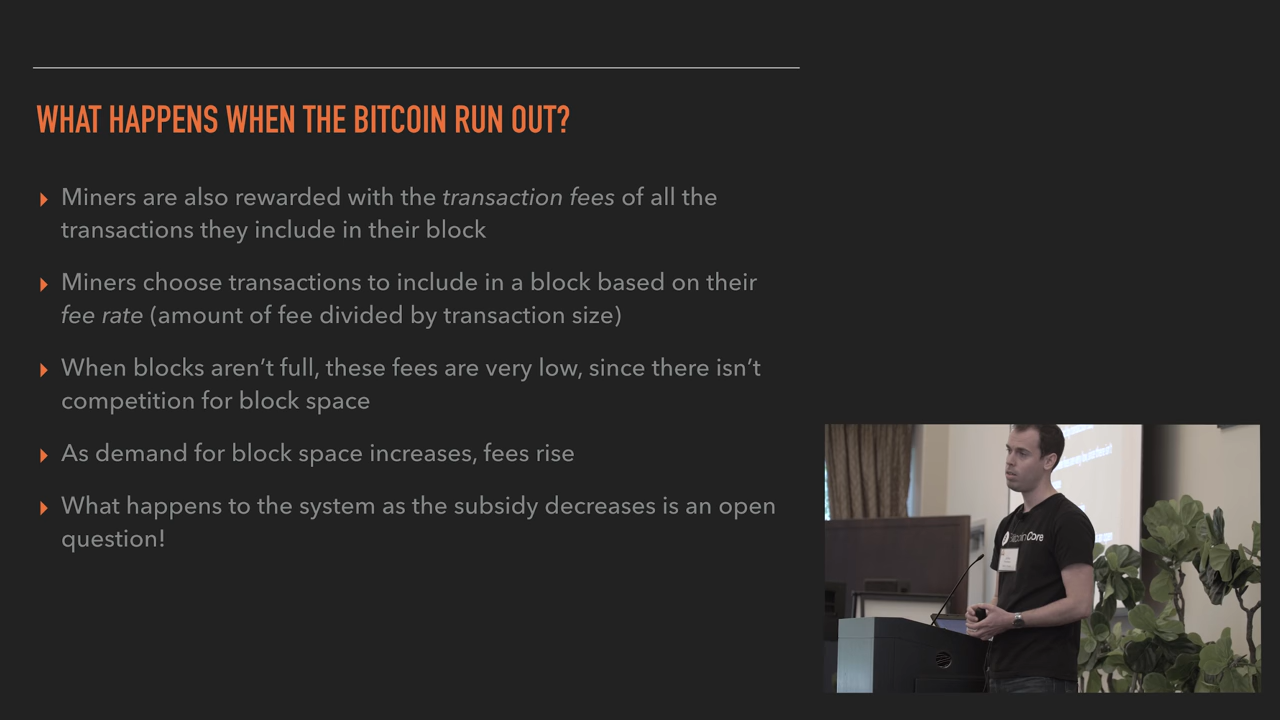 WHAT HAPPENS WHEN THE BITCOIN RUN OUT?
Miners are also rewarded with the transaction fees of all the
transactions they include in their block
Miners choose transactions to include in a block based on their
fee rate (amount of fee divided by transaction size)
When blocks aren’t full, these fees are very low, since there isn’t
competition for block space
As demand for block space increases, fees rise
What happens to the system as the subsidy decreases is an open
question!
Bitcoin Core